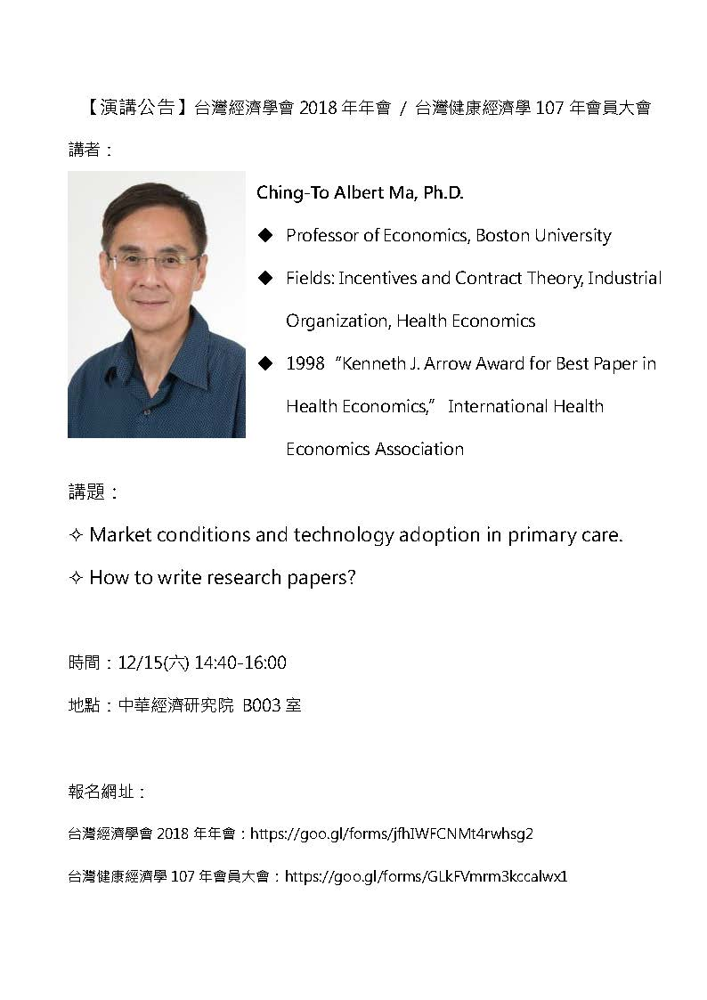 【演講公告】台灣經濟學會 2018 年年會 / 台灣健康經濟學 107 年會員大會
講者：
Ching-To Albert Ma, Ph.D.
◆ Professor of Economics, Boston University
◆ Fields: Incentives and Contract Theory, Industrial
Organization, Health Economics
◆ 1998 “Kenneth J. Arrow Award for Best Paper in
Health Economics,” International Health
Economics Association
講題：
✧ Market conditions and technology adoption in primary care.
✧ How to write research papers?
時間：12/15(六) 14:40-16:00
地點：中華經濟研究院 B003 室
報名網址：
台灣經濟學會 2018 年年會：https://goo.gl/forms/jfhIWFCNMt4rwhsg2
台灣健康經濟學 107 年會員大會：https://goo.gl/forms/GLkFVmrm3kccalwx1